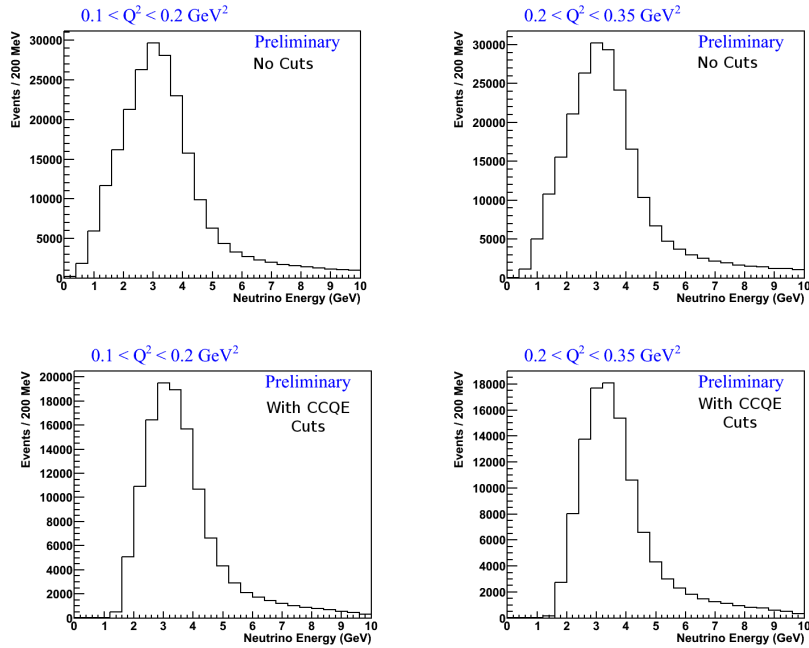 0.1 < Q² < 0.2 GeV²
Preliminary
No Cuts
Events / 200 MeV
30000
25000
20000
15000
10000
5000
0
0 1 2 3 4 5 6 7 8 9 10
Neutrino Energy (GeV)
0.2 < Q² < 0.35 GeV²
Preliminary
No Cuts
Events / 200 MeV
30000
25000
20000
15000
10000
5000
0
0 1 2 3 4 5 6 7 8 9 10
Neutrino Energy (GeV)
0.1 < Q² < 0.2 GeV²
Preliminary
With CCQE
Cuts
Events / 200 MeV
20000
18000
16000
14000
12000
10000
8000
6000
4000
2000
0
0 1 2 3 4 5 6 7 8 9 10
Neutrino Energy (GeV)
0.2 < Q² < 0.35 GeV²
Preliminary
With CCQE
Cuts
Events / 200 MeV
18000
16000
14000
12000
10000
8000
6000
4000
2000
0
0 1 2 3 4 5 6 7 8 9 10
Neutrino Energy (GeV)